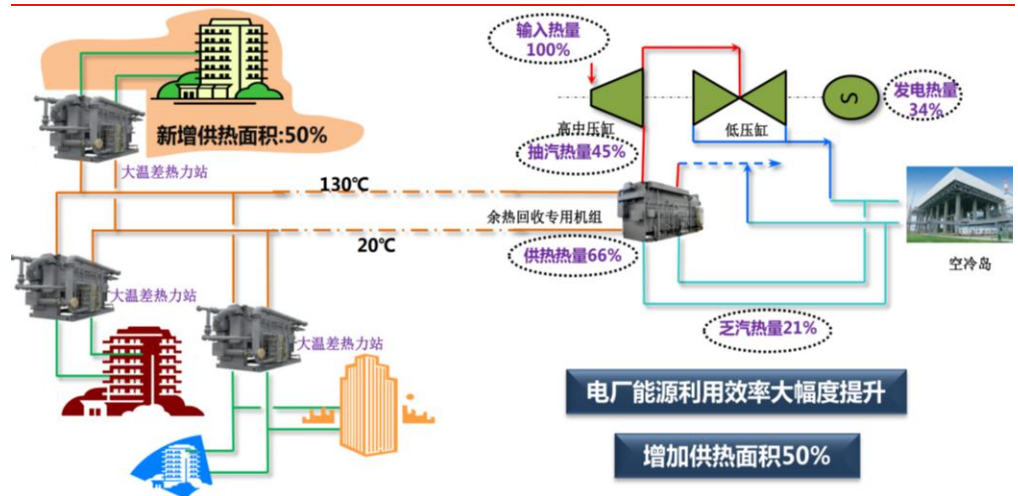 输入热量
100%
发电热量
34%
高中压缸
低压缸
新增供热面积:50%
抽汽热量45%
大温差热力站
130℃
余热回收专用机组
20℃
供热热量66%
空冷岛
大温差热力站
乏汽热量21%
大温差热力站
电厂能源利用效率大幅度提升
增加供热面积50%